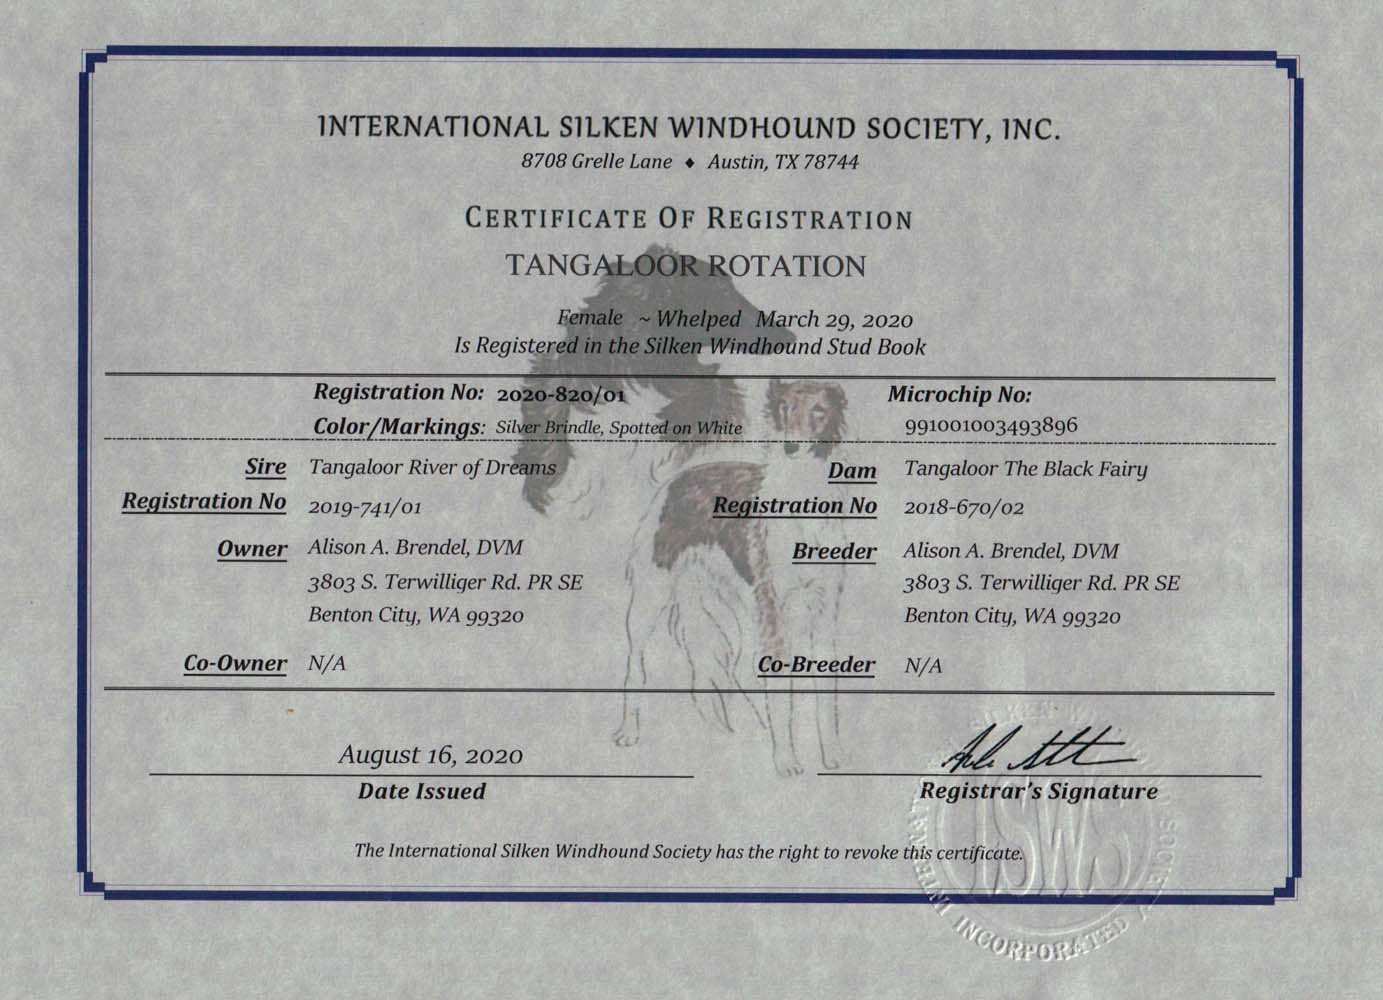 INTERNATIONAL SILKEN WINDHOUND SOCIETY, INC.
8708 Grelle Lane ♦ Austin, TX 78744
CERTIFICATE OF REGISTRATION
TANGALOOR ROTATION
Female ~ Whelped March 29, 2020
Is Registered in the Silken Windhound Stud Book
Registration No: 2020-820/01 Microchip No:
Color/Markings: Silver Brindle, Spotted on White 991001003493896
Sire Tangaloor River of Dreams Dam Tangaloor The Black Fairy
Registration No 2019-741/01 Registration No 2018-670/02
Owner Alison A. Brendel, DVM Breeder Alison A. Brendel, DVM
3803 S. Terwilliger Rd. PR SE 3803 S. Terwilliger Rd. PR SE
Benton City, WA 99320 Benton City, WA 99320
Co-Owner N/A Co-Breeder N/A
August 16, 2020
Date Issued Registrar's Signature
The International Silken Windhound Society has the right to revoke this certificate.
ISWS
INCORPORATED